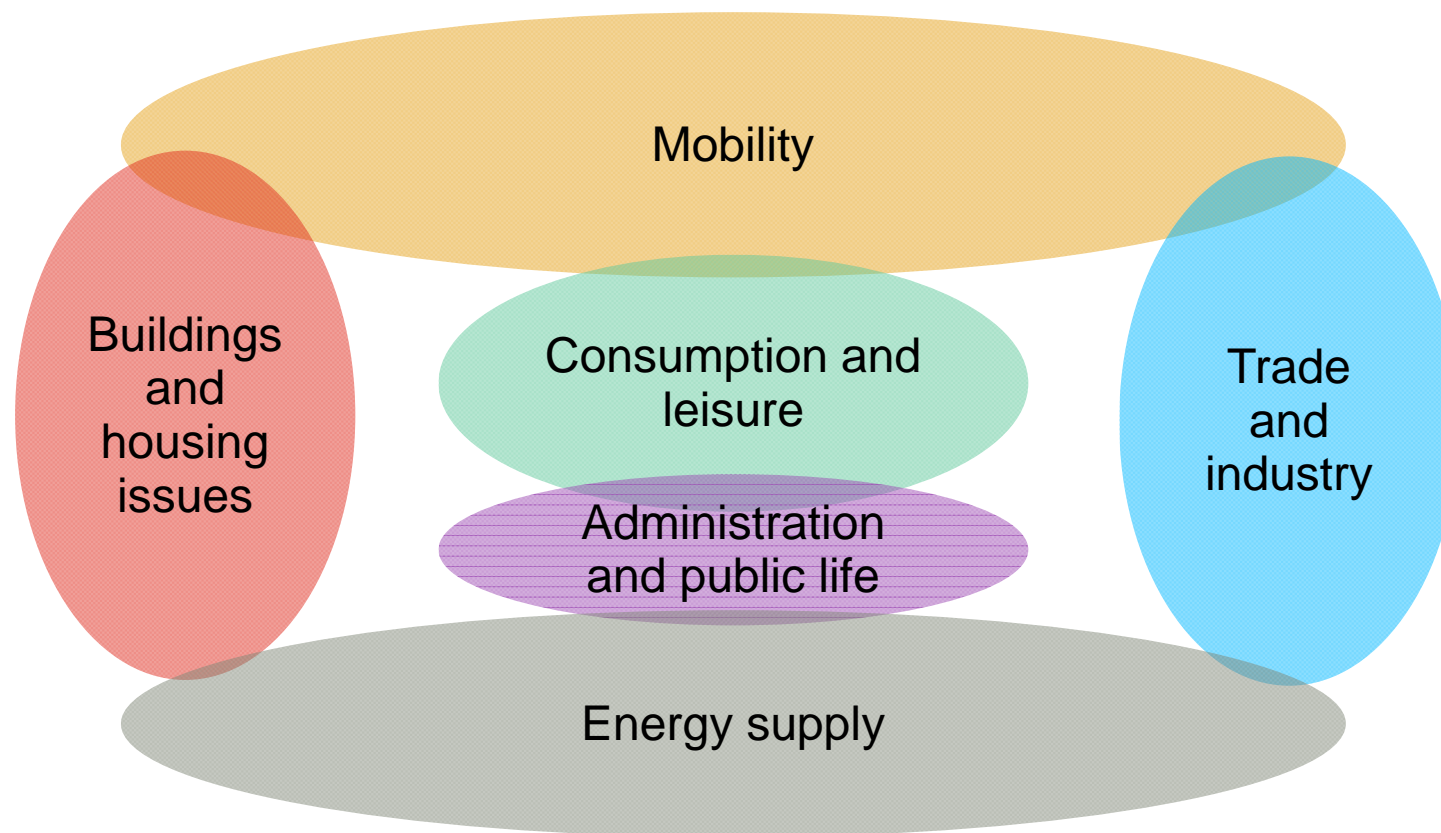 Mobility
Buildings
and
housing
issues
Consumption and
leisure
Trade
and
industry
Administration
and public life
Energy supply